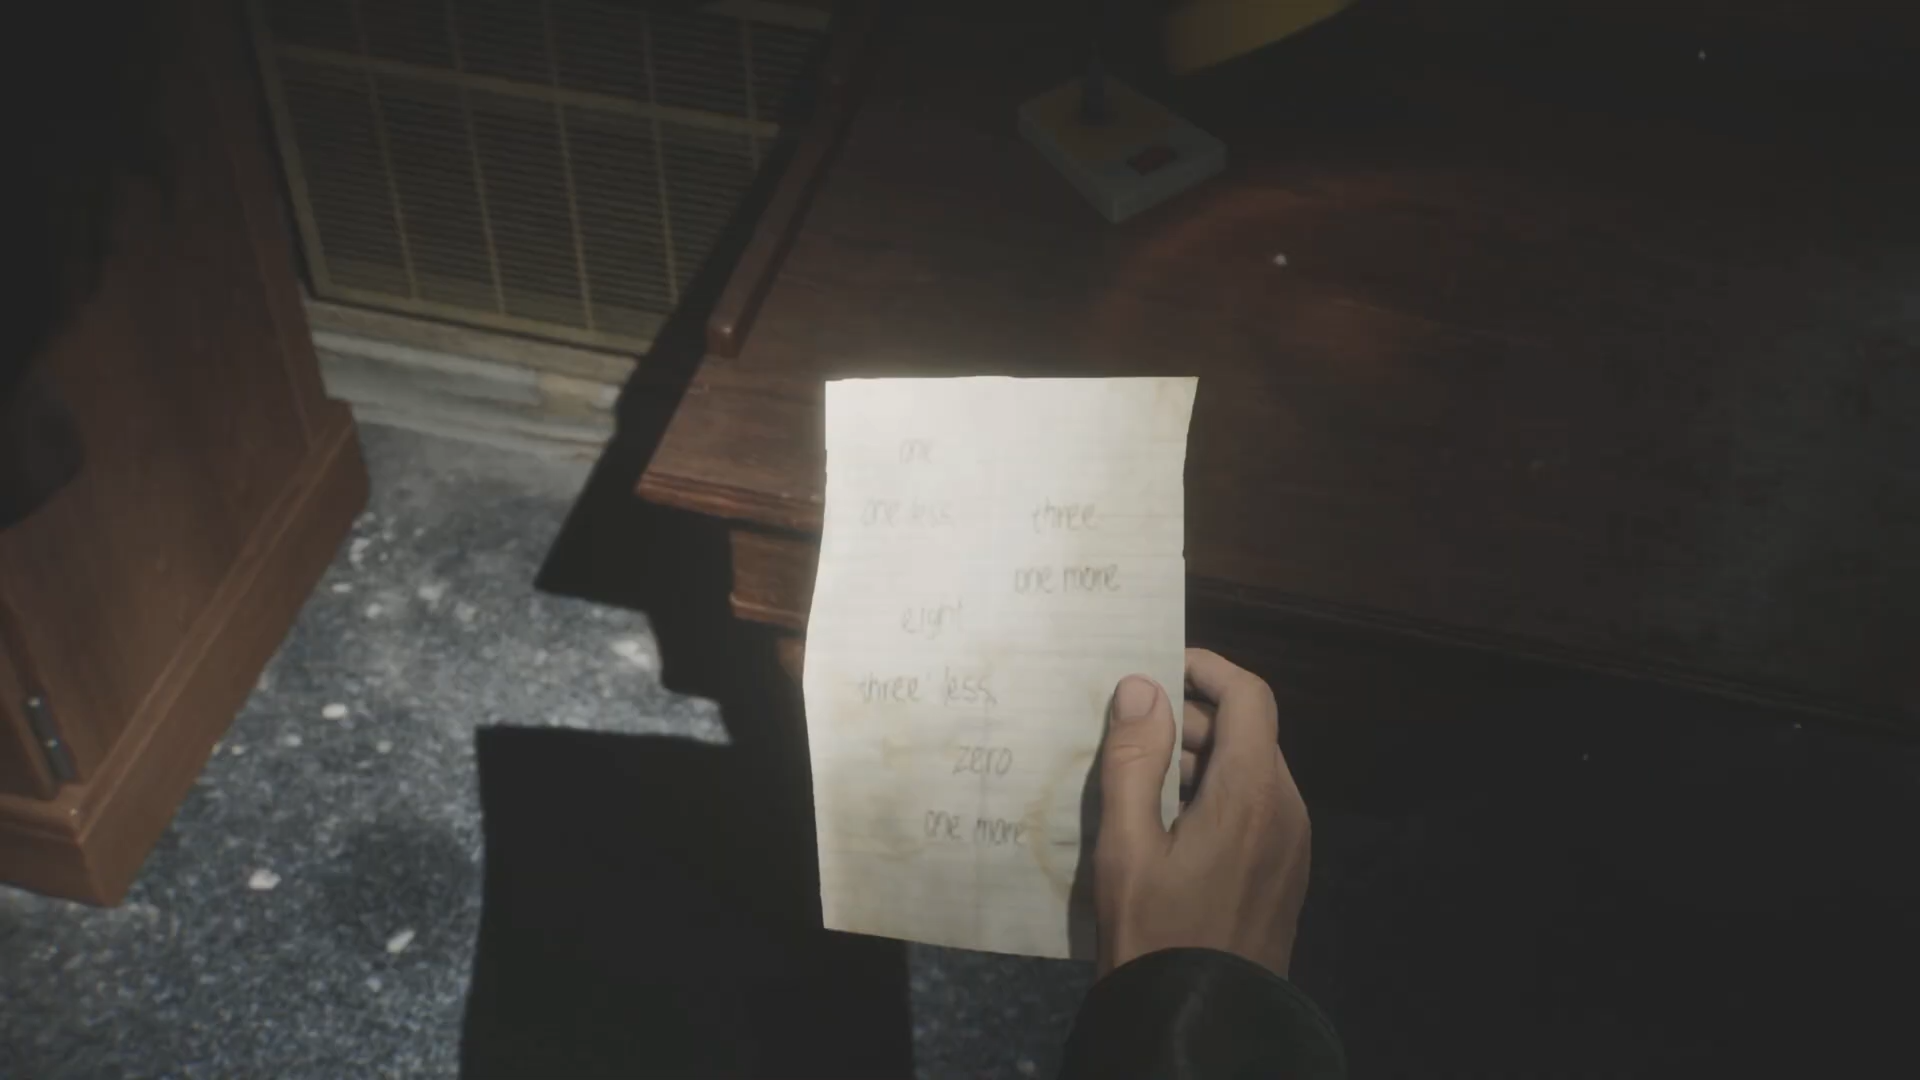 one
one less
three
one more
eight
three less
zero
one more